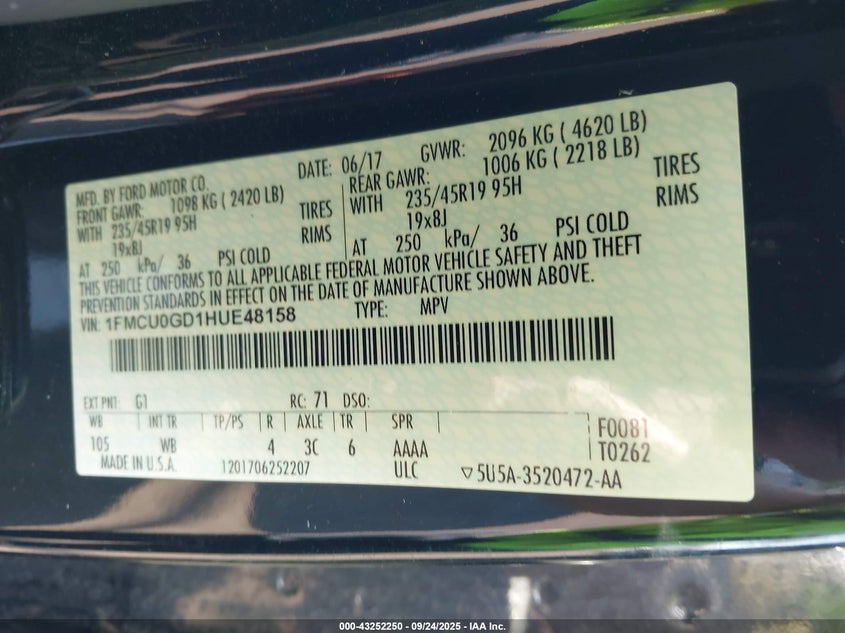 MFD. BY FORD MOTOR CO.
DATE: 06/17 GVWR: 2096 KG ( 4620 LB)
FRONT GAWR: 1098 KG ( 2420 LB)
WITH 235/45R19 95H TIRES
19x8J RIMS
AT 250 kPa/ 36 PSI COLD
REAR GAWR: 1006 KG ( 2218 LB)
WITH 235/45R19 95H TIRES
19x8J RIMS
AT 250 kPa/ 36 PSI COLD
THIS VEHICLE CONFORMS TO ALL APPLICABLE FEDERAL MOTOR VEHICLE SAFETY AND THEFT
PREVENTION STANDARDS IN EFFECT ON THE DATE OF MANUFACTURE SHOWN ABOVE.
VIN: 1FMCU0GD1HUE48158 TYPE: MPV
EXT PNT: G1 RC: 71 DSO:
WB INT TR TP/PS R AXLE TR SPR
105 WB 4 3C 6 AAAA
F0081
T0262
MADE IN U.S.A. 1201706252207 ULC ▽5U5A-3520472-AA
000-43252250 - 09/24/2025 - IAA Inc.